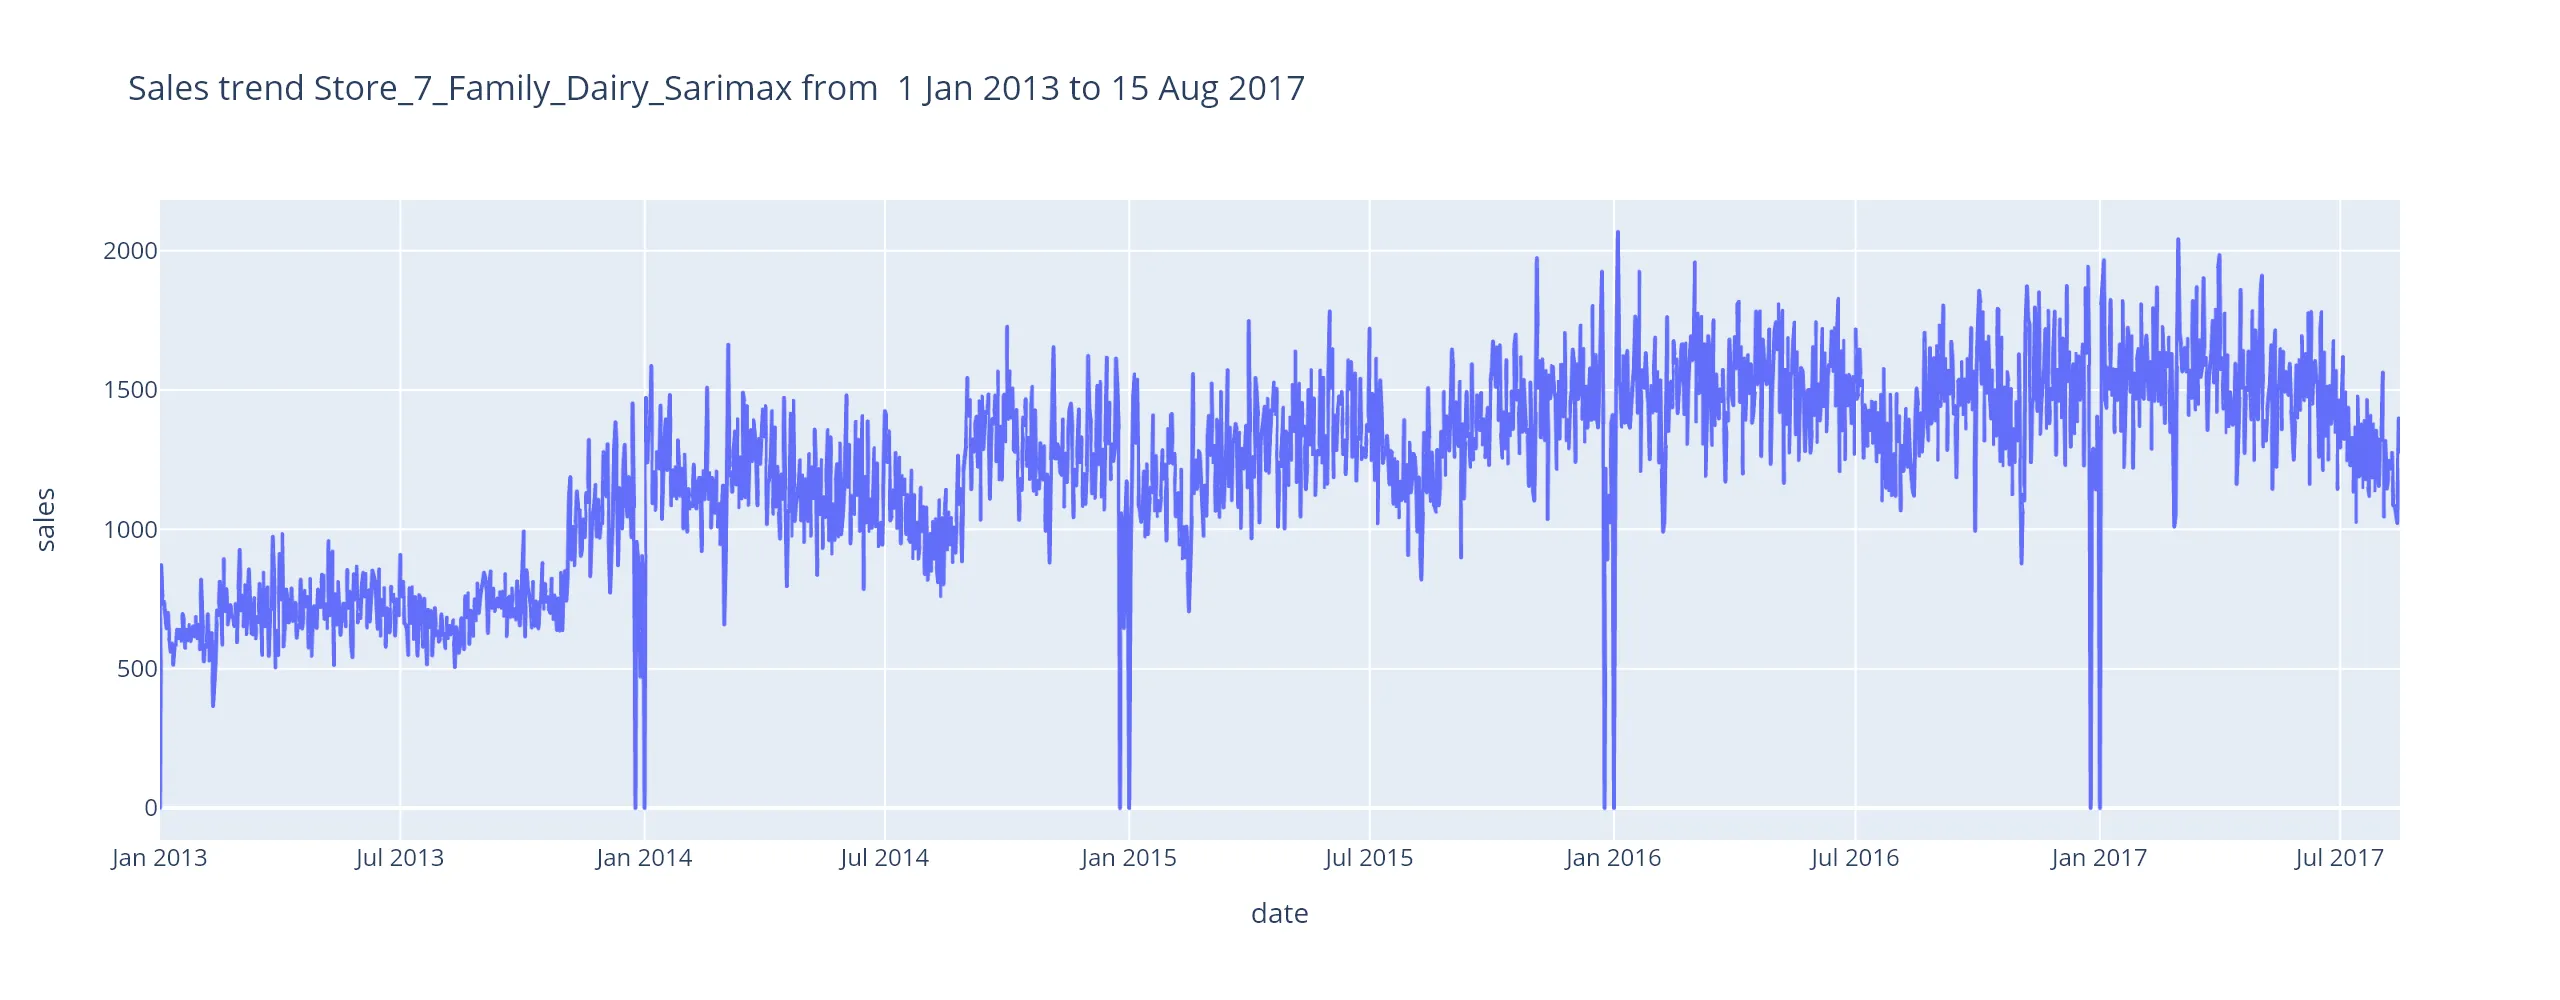 Sales trend Store_7_Family_Dairy_Sarimax from  1 Jan 2013 to 15 Aug 2017
2000
1500
1000
500
0
sales
Jan 2013 Jul 2013 Jan 2014 Jul 2014 Jan 2015 Jul 2015 Jan 2016 Jul 2016 Jan 2017 Jul 2017
date